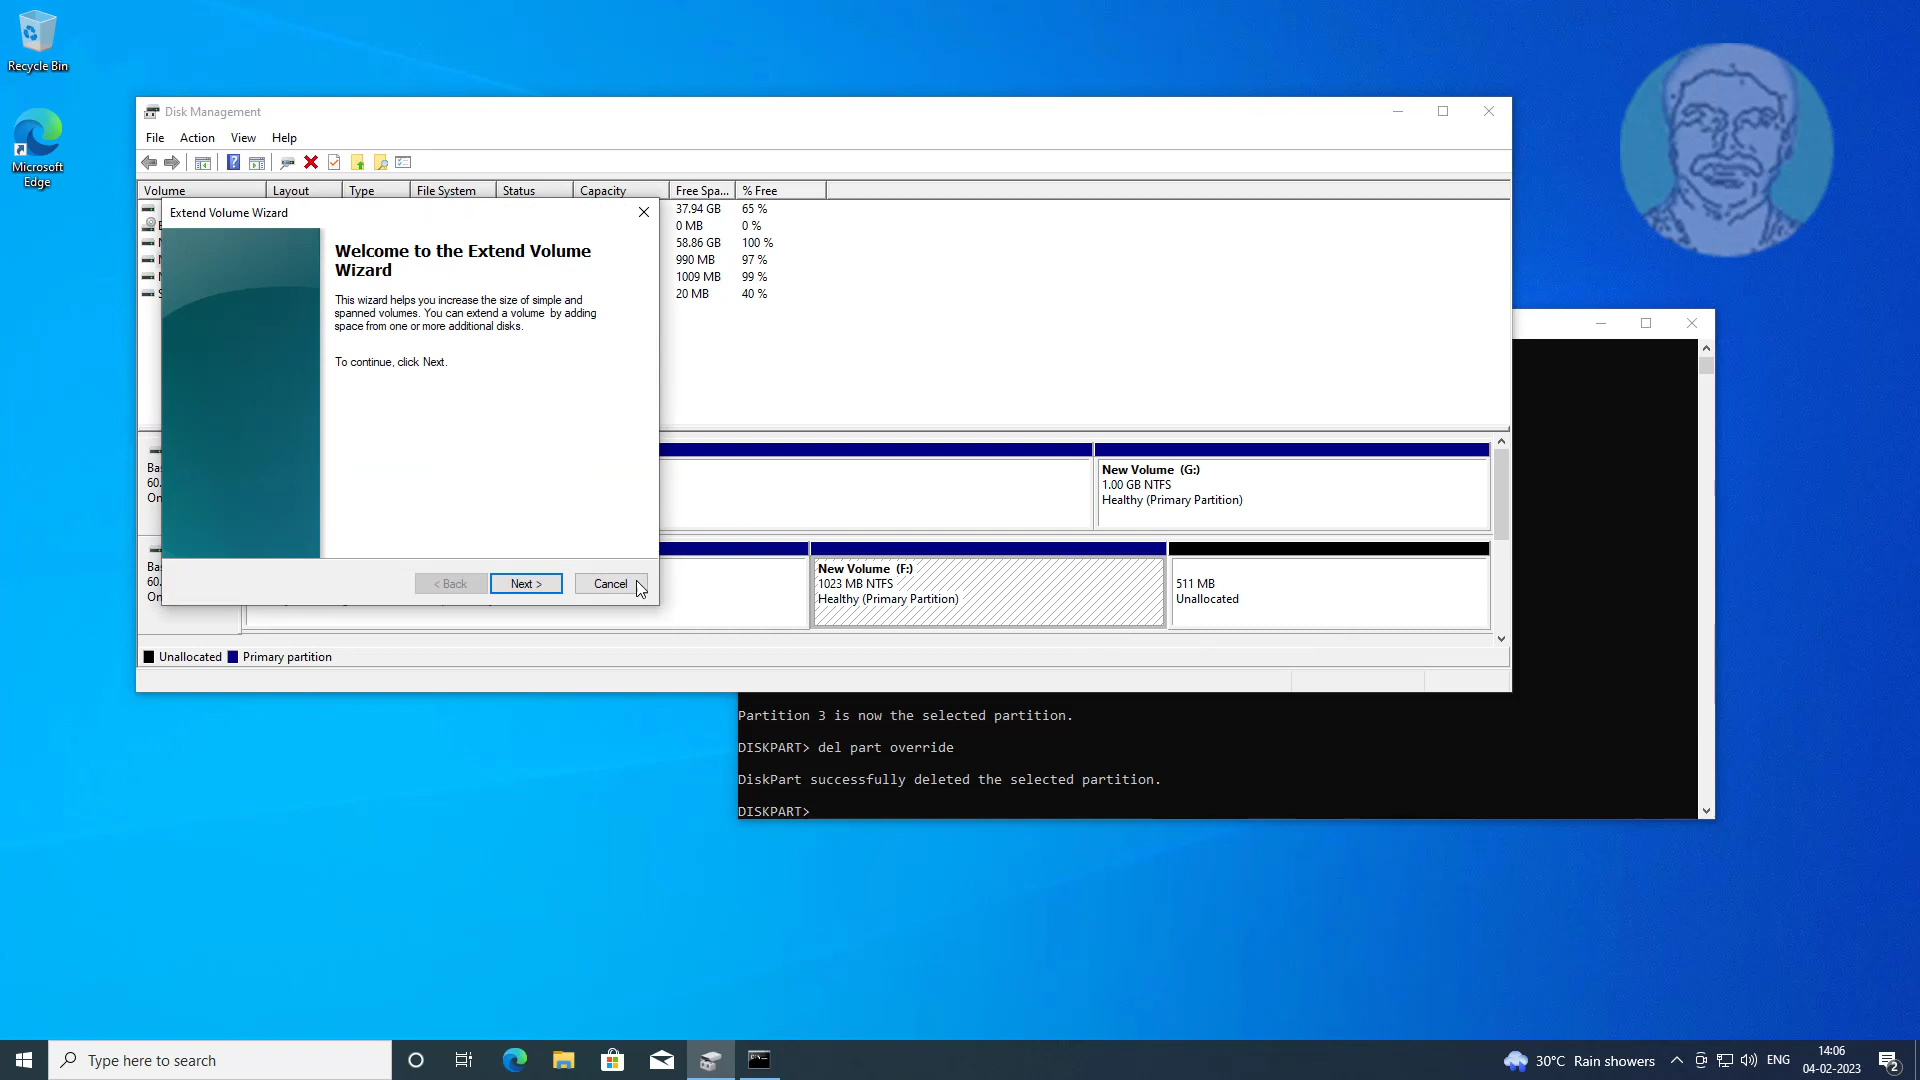 Recycle Bin
Microsoft
Edge
Disk Management
File Action View Help
Volume Layout Type File System Status Capacity Free Spa... % Free
37.94 GB 65 %
0 MB 0 %
58.86 GB 100 %
990 MB 97 %
1009 MB 99 %
20 MB 40 %
Extend Volume Wizard
Welcome to the Extend Volume
Wizard
This wizard helps you increase the size of simple and
spanned volumes. You can extend a volume by adding
space from one or more additional disks.
To continue, click Next.
< Back Next > Cancel
Bas
60.
On
New Volume (G:)
1.00 GB NTFS
Healthy (Primary Partition)
Bas
60.
On
New Volume (F:)
1023 MB NTFS
Healthy (Primary Partition)
511 MB
Unallocated
Unallocated Primary partition
Partition 3 is now the selected partition.
DISKPART> del part override
DiskPart successfully deleted the selected partition.
DISKPART>
Type here to search
30°C Rain showers
ENG
14:06
04-02-2023
2